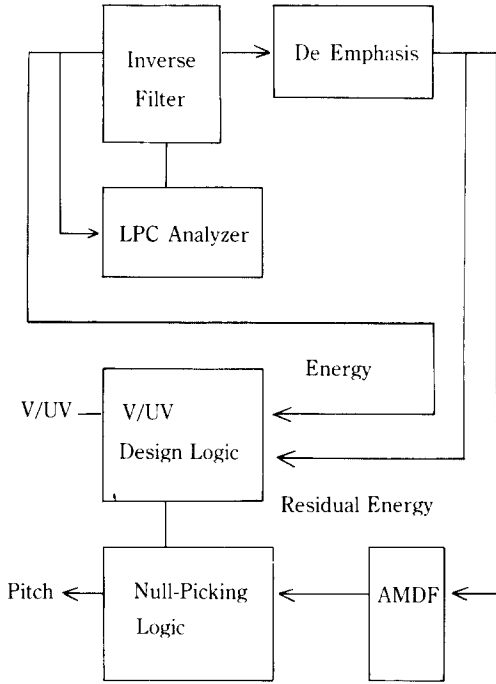 Inverse
Filter
De Emphasis
LPC Analyzer
Energy
V/UV
V/UV
Design Logic
Residual Energy
Pitch
Null-Picking
Logic
AMDF